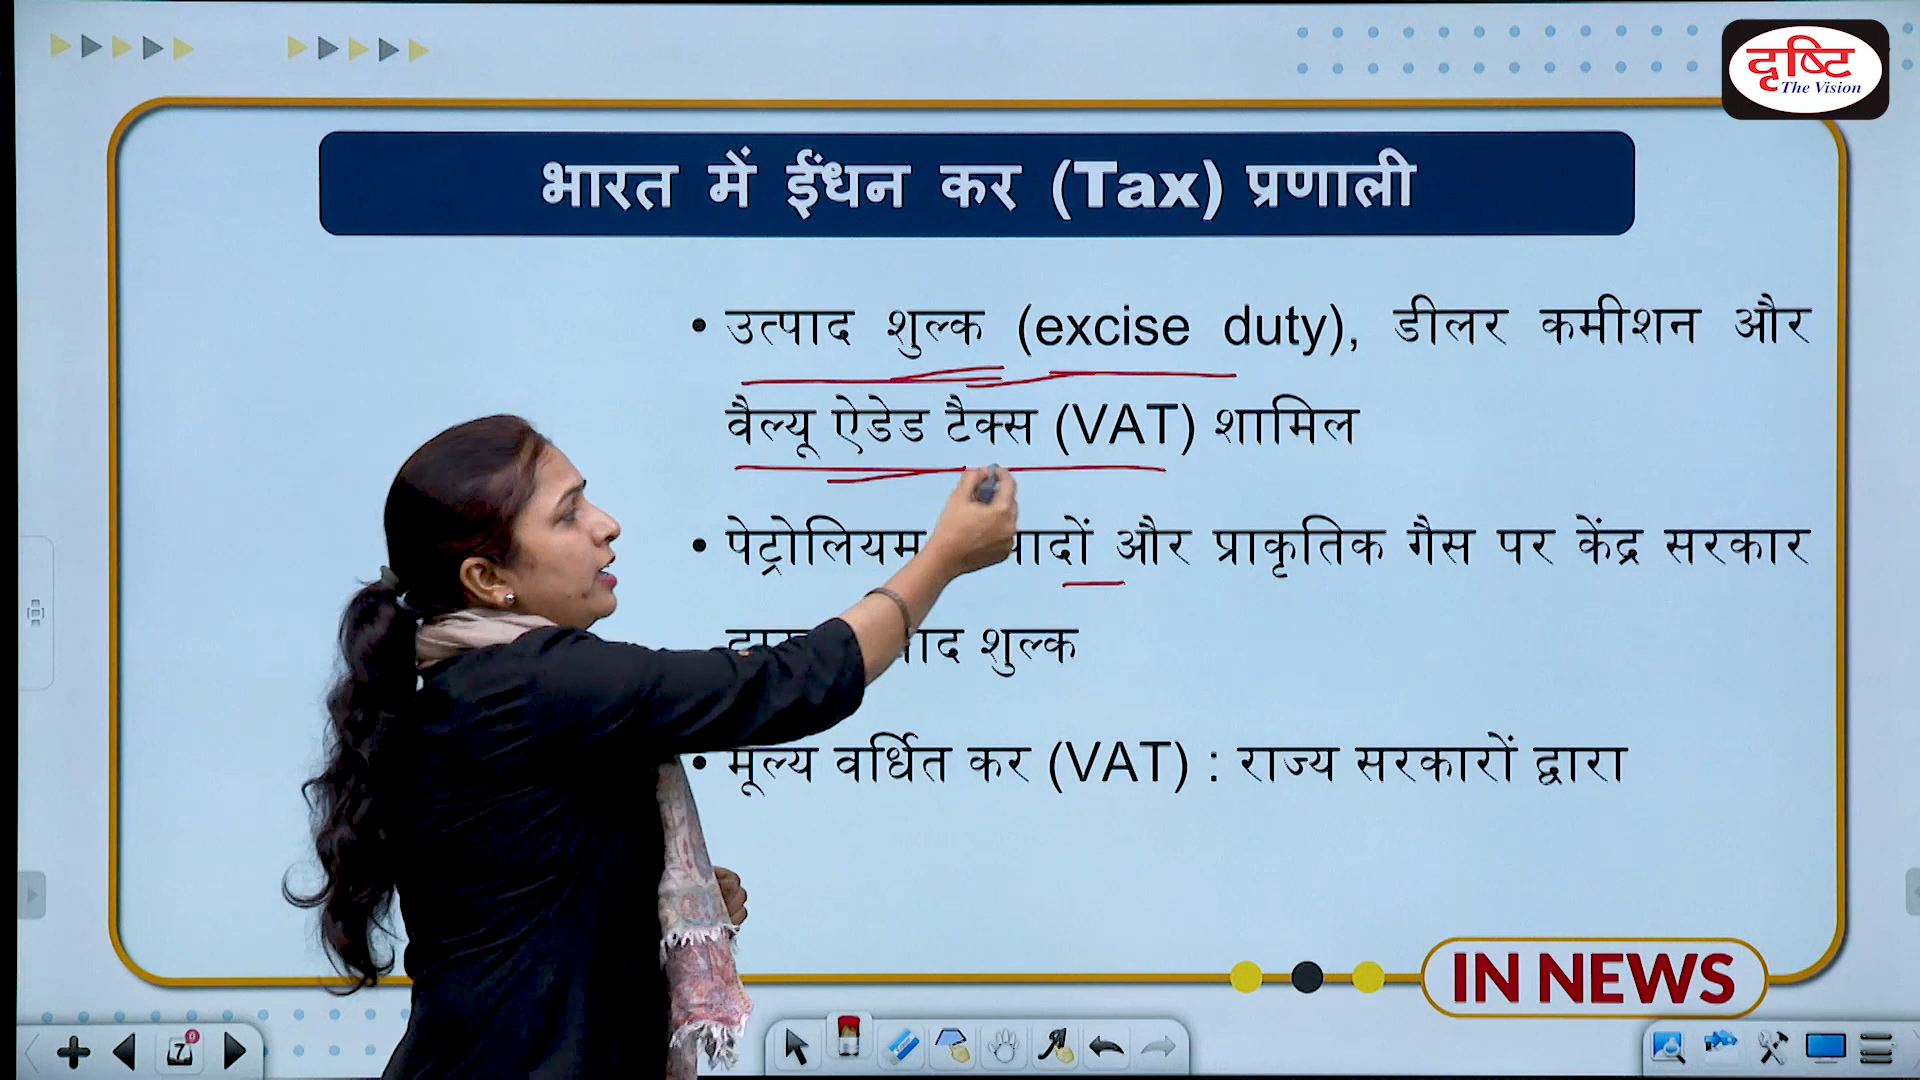 दृष्टि
The Vision
भारत में ईंधन कर (Tax) प्रणाली
• उत्पाद शुल्क (excise duty), डीलर कमीशन और
वैल्यू ऐडेड टैक्स (VAT) शामिल
• पेट्रोलियम और प्राकृतिक गैस पर केंद्र सरकार
शुल्क
• मूल्य वर्धित कर (VAT) : राज्य सरकारों द्वारा
IN NEWS
7